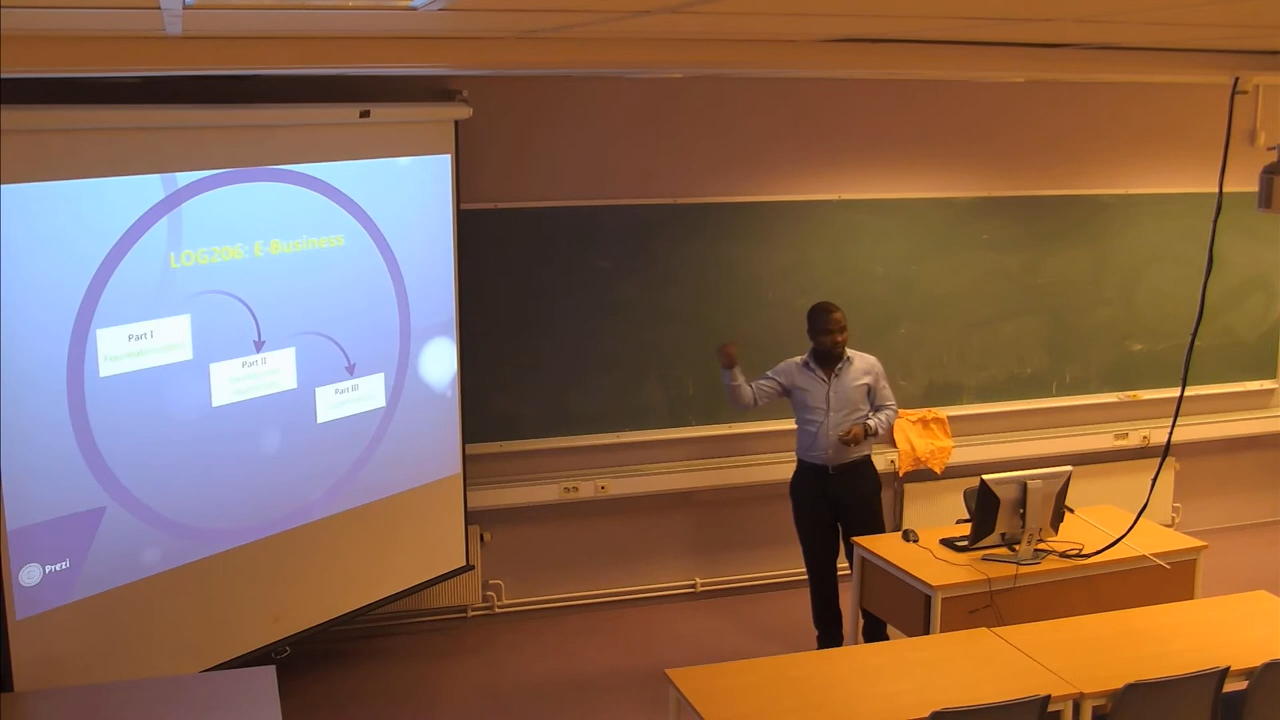 LOG206: E-Business
Part I
Part II
Part III
Prezi